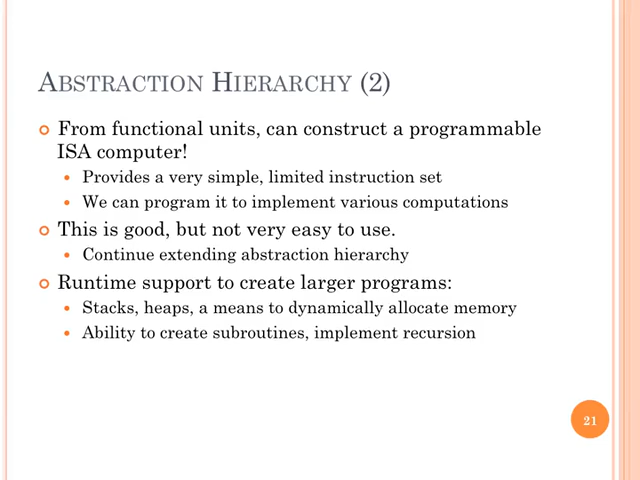 ABSTRACTION HIERARCHY (2)
From functional units, can construct a programmable
ISA computer!
Provides a very simple, limited instruction set
We can program it to implement various computations
This is good, but not very easy to use.
Continue extending abstraction hierarchy
Runtime support to create larger programs:
Stacks, heaps, a means to dynamically allocate memory
Ability to create subroutines, implement recursion
21